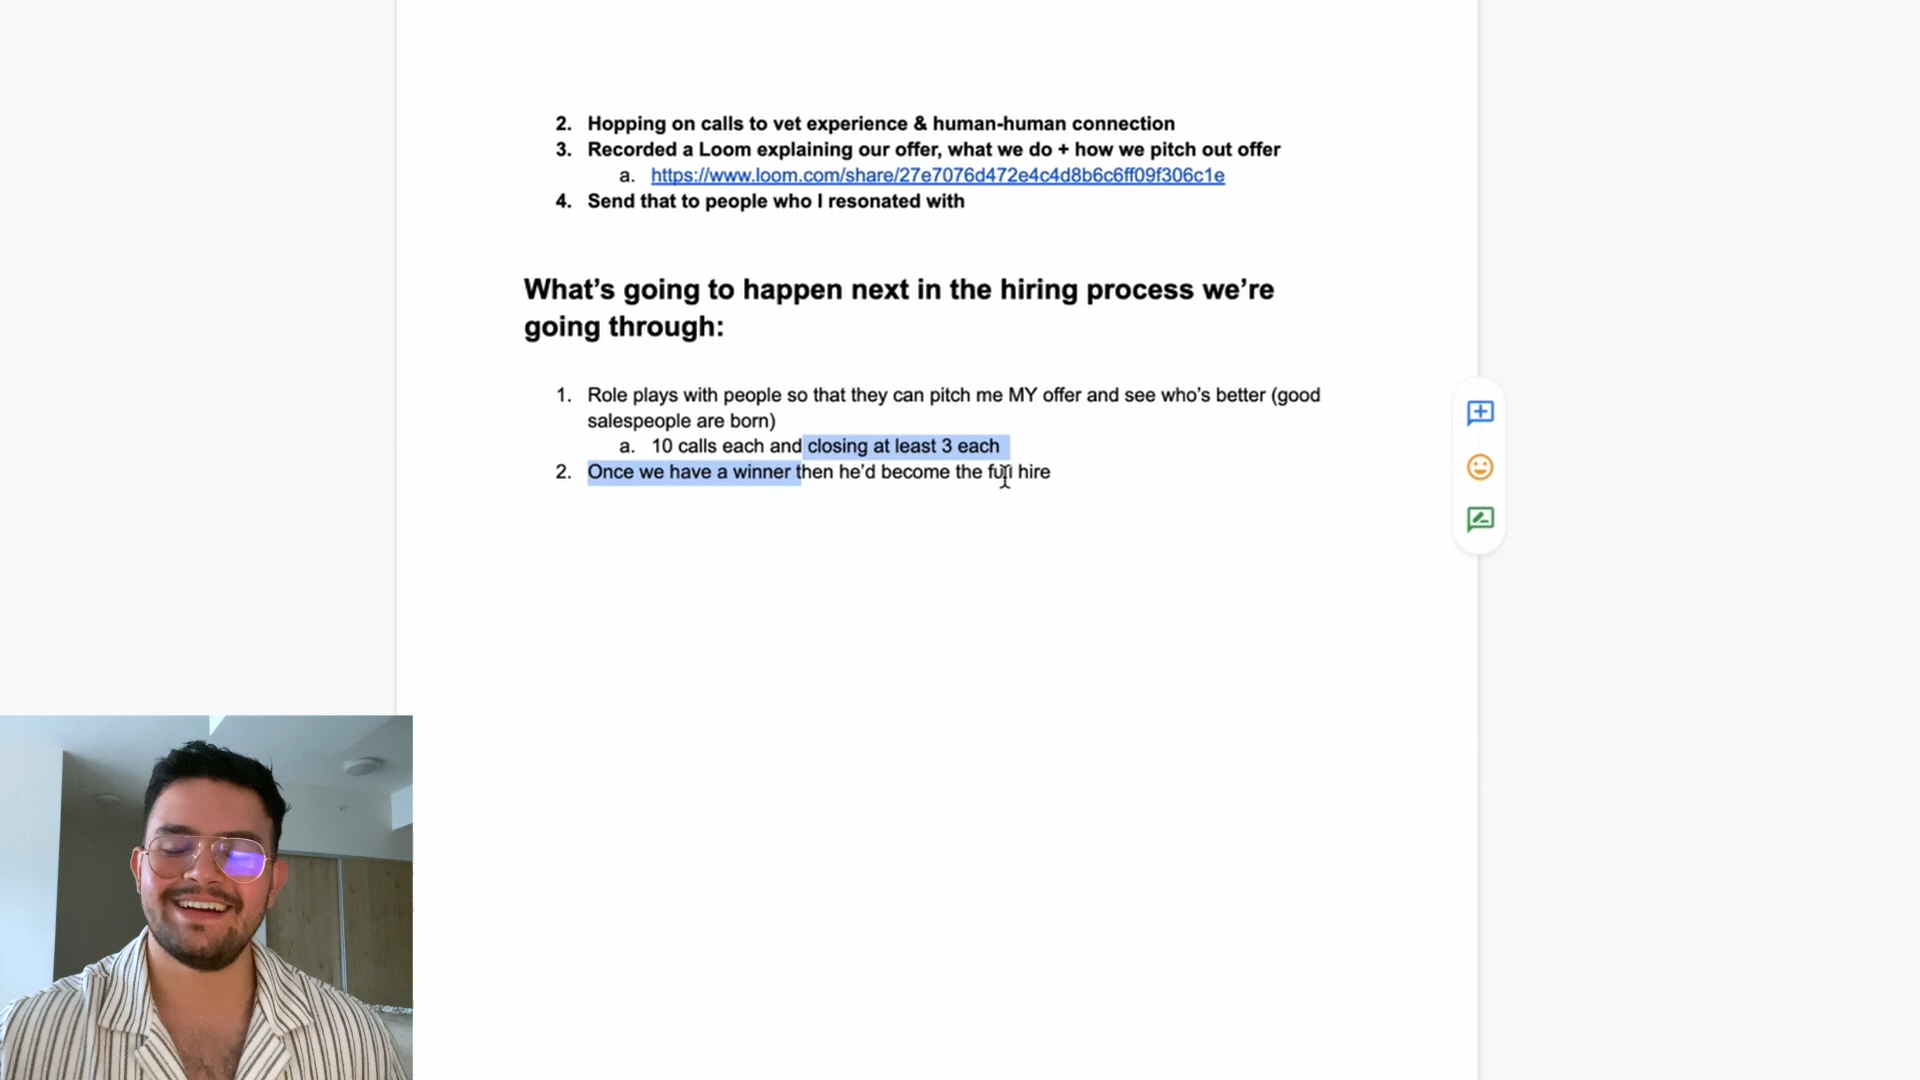 2. Hopping on calls to vet experience & human-human connection
3. Recorded a Loom explaining our offer, what we do + how we pitch out offer
a. https://www.loom.com/share/27e7076d472e4c4d8b6c6ff09f306c1e
4. Send that to people who I resonated with
What’s going to happen next in the hiring process we’re
going through:
1. Role plays with people so that they can pitch me MY offer and see who’s better (good
salespeople are born)
a. 10 calls each and closing at least 3 each
2. Once we have a winner then he’d become the full hire